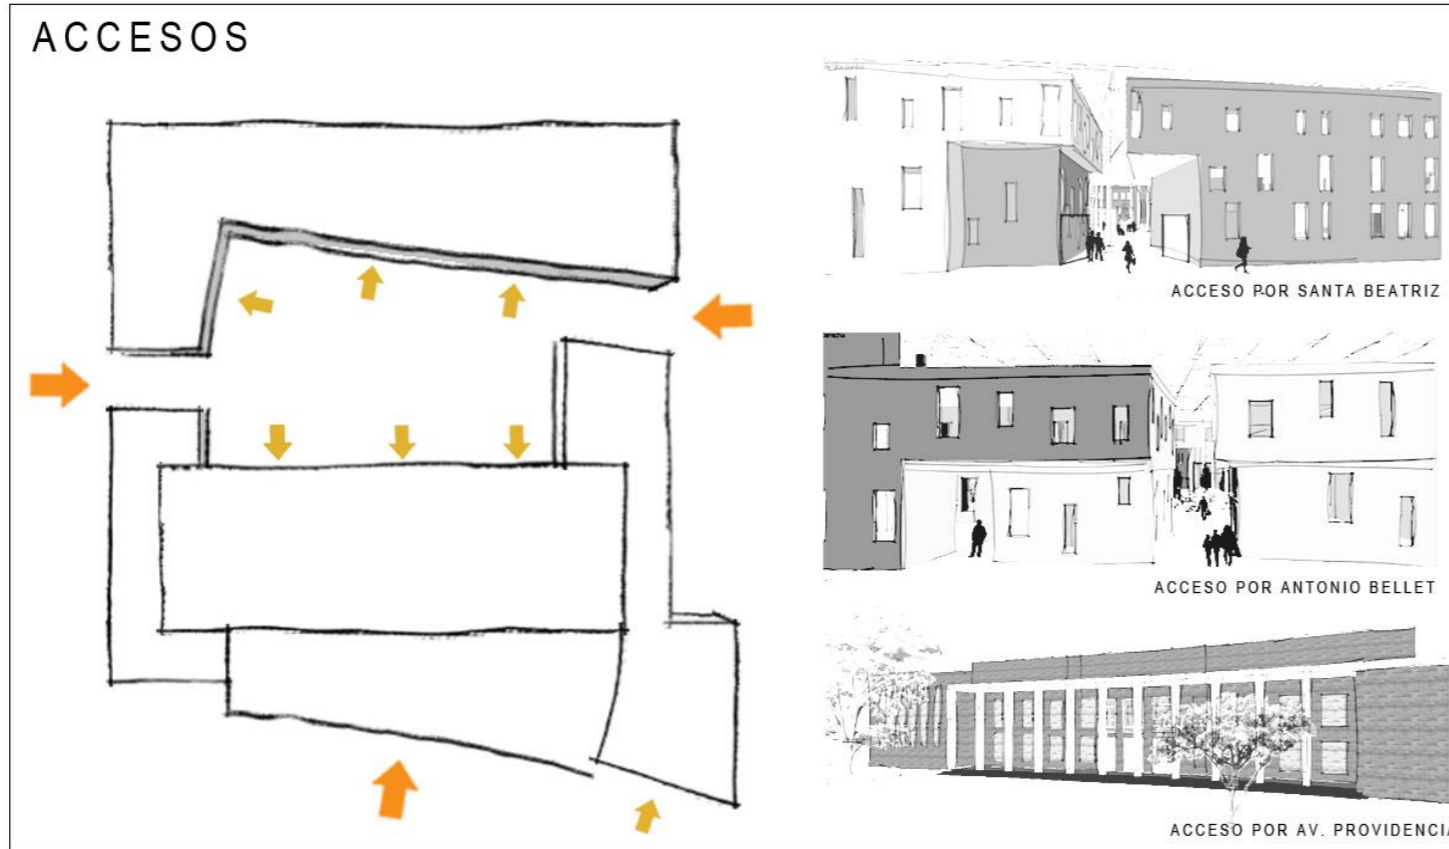 ACCESOS
ACCESO POR SANTA BEATRIZ
ACCESO POR ANTONIO BELLET
ACCESO POR AV. PROVIDENCIA